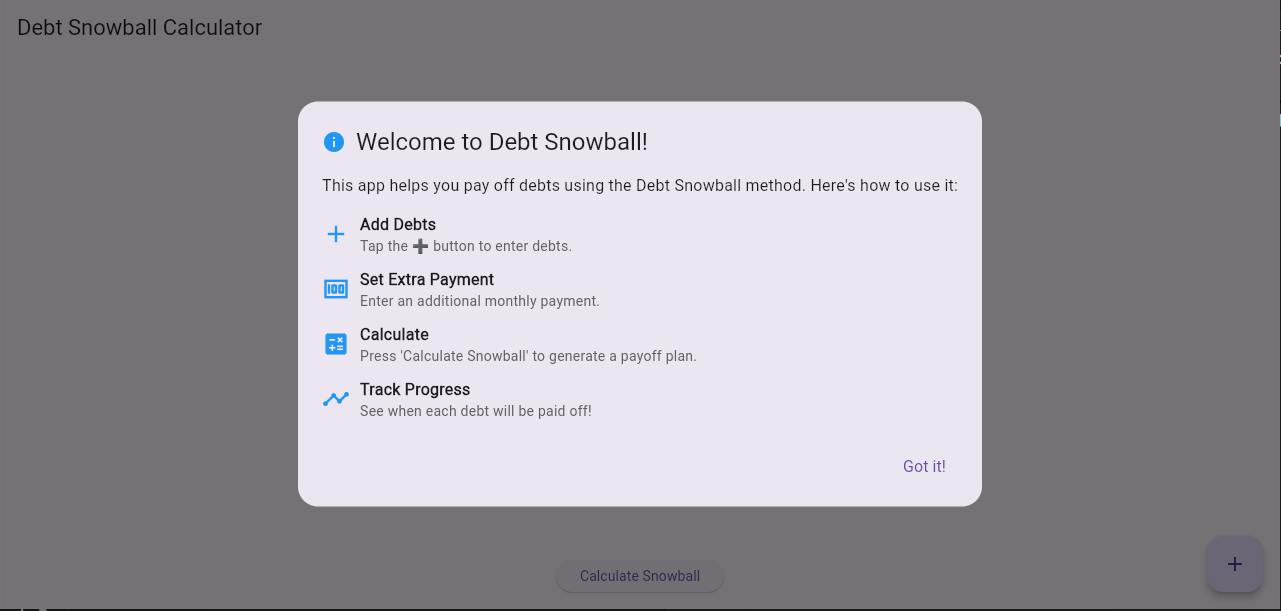 Debt Snowball Calculator
Welcome to Debt Snowball!
This app helps you pay off debts using the Debt Snowball method. Here's how to use it:
Add Debts
Tap the ➕ button to enter debts.
100
Set Extra Payment
Enter an additional monthly payment.
Calculate
Press 'Calculate Snowball' to generate a payoff plan.
Track Progress
See when each debt will be paid off!
Got it!
Calculate Snowball